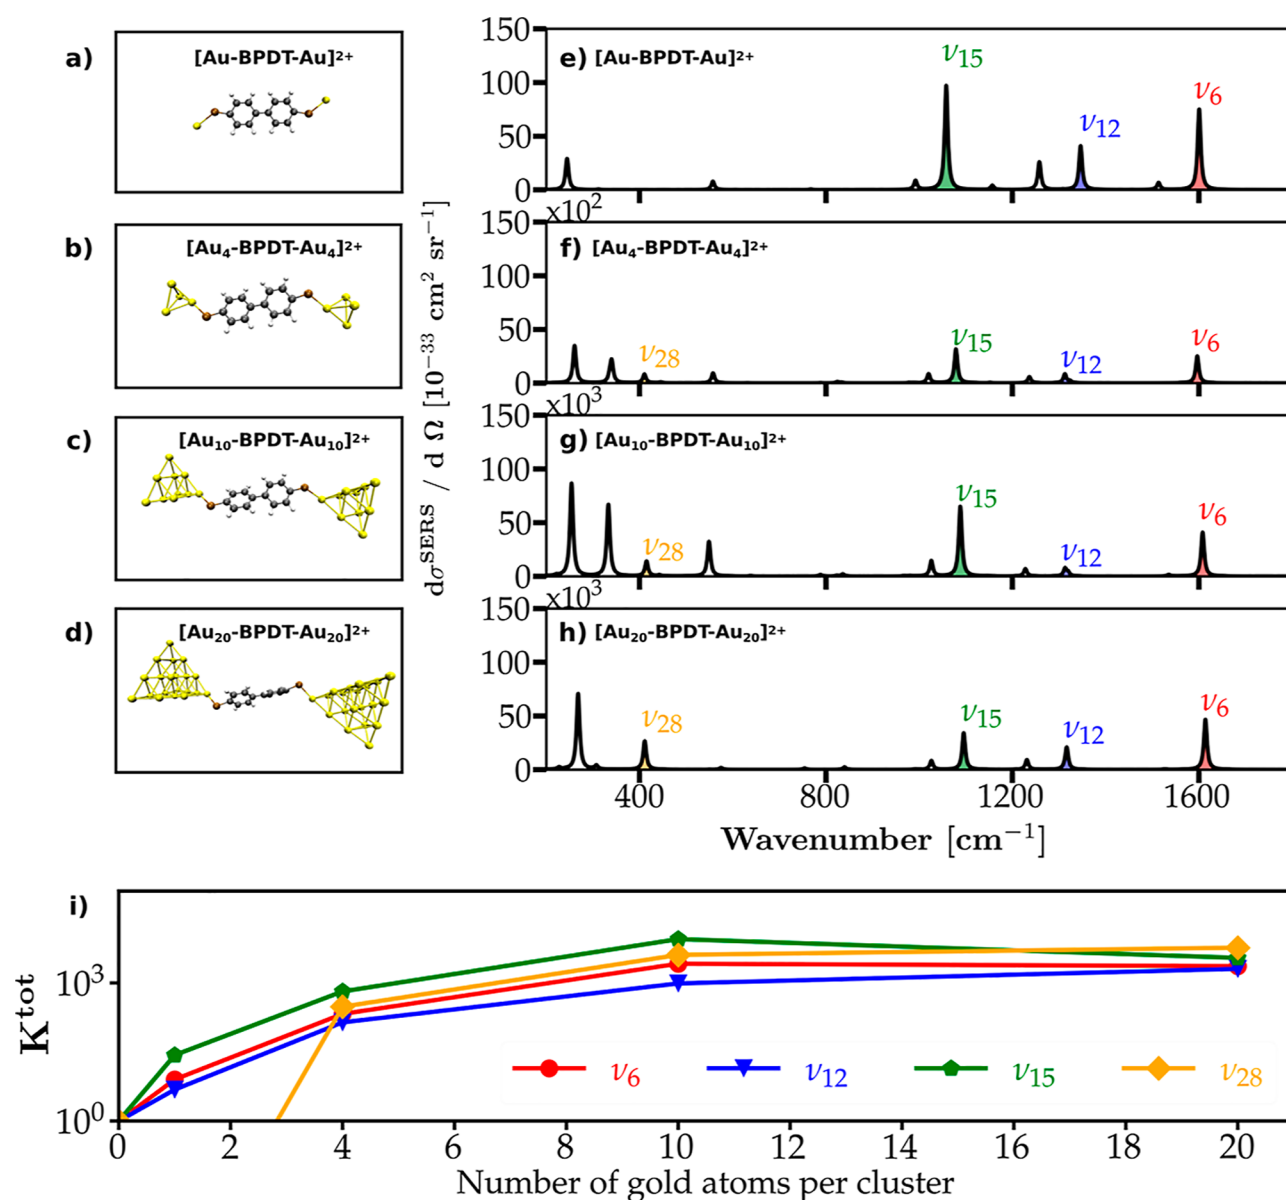 a)
[Au-BPDT-Au]²⁺
b)
[Au₄-BPDT-Au₄]²⁺
c)
[Au₁₀-BPDT-Au₁₀]²⁺
d)
[Au₂₀-BPDT-Au₂₀]²⁺
dσ^SERS / d Ω [10⁻³³ cm² sr⁻¹]
150
100
50
0
e) [Au-BPDT-Au]²⁺
ν₁₅
ν₁₂
ν₆
x10²
150
100
50
0
f) [Au₄-BPDT-Au₄]²⁺
ν₂₈
ν₁₅
ν₁₂
ν₆
x10³
150
100
50
0
g) [Au₁₀-BPDT-Au₁₀]²⁺
ν₂₈
ν₁₅
ν₁₂
ν₆
x10³
150
100
50
0
h) [Au₂₀-BPDT-Au₂₀]²⁺
ν₂₈
ν₁₅
ν₁₂
ν₆
400 800 1200 1600
Wavenumber [cm⁻¹]
i)
K^tot
10³
10⁰
ν₆ ν₁₂ ν₁₅ ν₂₈
0 2 4 6 8 10 12 14 16 18 20
Number of gold atoms per cluster